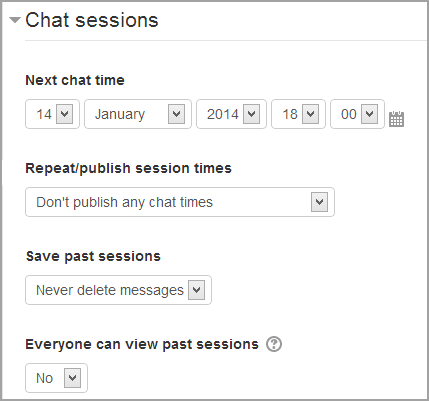 Chat sessions
Next chat time
14 January 2014 18 00
Repeat/publish session times
Don't publish any chat times
Save past sessions
Never delete messages
Everyone can view past sessions ?
No